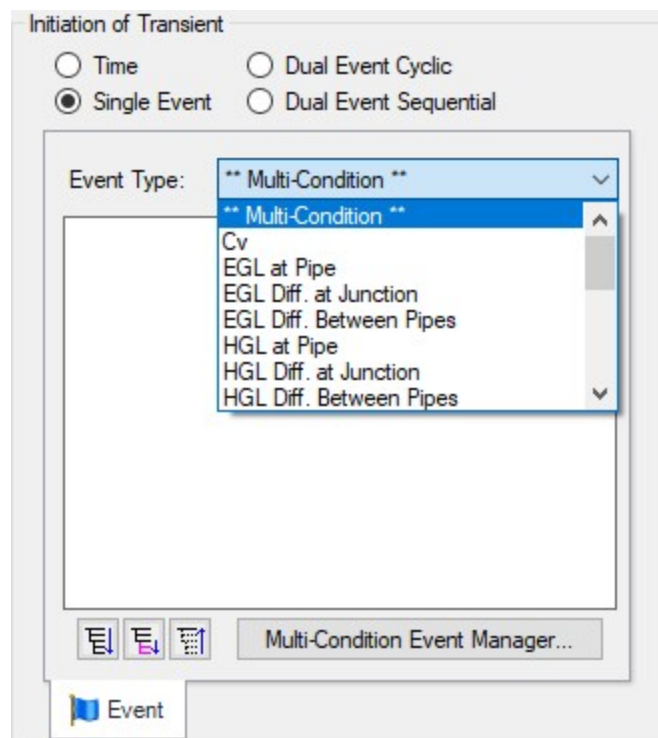 Initiation of Transient
Time Dual Event Cyclic
Single Event Dual Event Sequential
Event Type: ** Multi-Condition **
** Multi-Condition **
Cv
EGL at Pipe
EGL Diff. at Junction
EGL Diff. Between Pipes
HGL at Pipe
HGL Diff. at Junction
HGL Diff. Between Pipes
Multi-Condition Event Manager...
Event